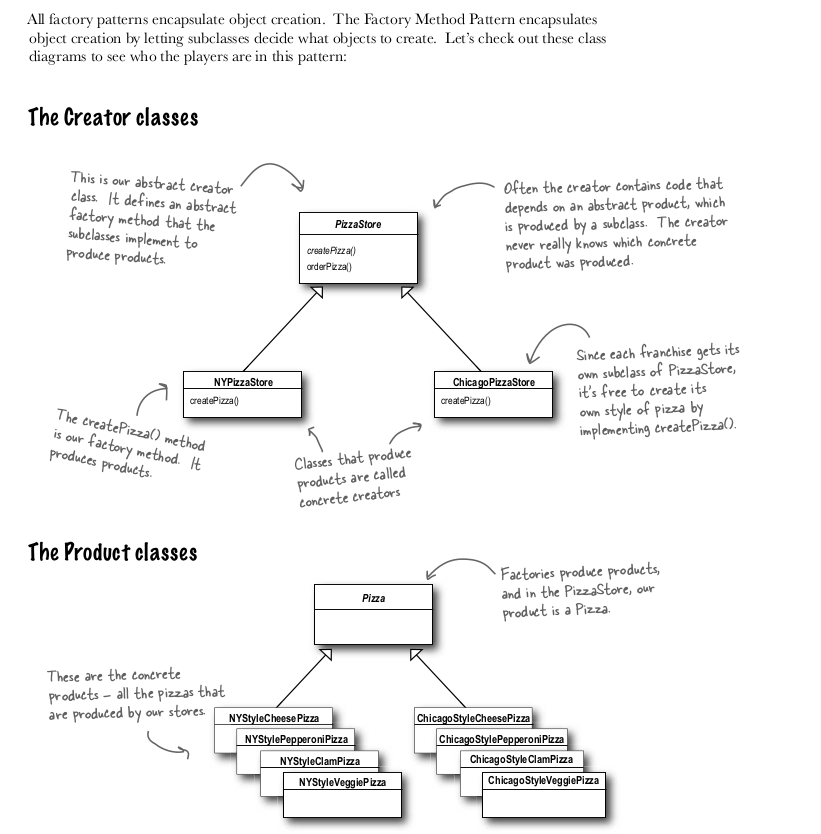 All factory patterns encapsulate object creation. The Factory Method Pattern encapsulates
object creation by letting subclasses decide what objects to create. Let's check out these class
diagrams to see who the players are in this pattern:
The Creator classes
This is our abstract creator
class. It defines an abstract
factory method that the
subclasses implement to
produce products.
Often the creator contains code that
depends on an abstract product, which
is produced by a subclass. The creator
never really knows which concrete
product was produced.
PizzaStore
createPizza()
orderPizza()
NYPizzaStore
createPizza()
ChicagoPizzaStore
createPizza()
Since each franchise gets its
own subclass of PizzaStore,
it's free to create its
own style of pizza by
implementing createPizza().
The createPizza() method
is our factory method. It
produces products.
Classes that produce
products are called
concrete creators
The Product classes
Pizza
Factories produce products,
and in the PizzaStore, our
product is a Pizza.
These are the concrete
products – all the pizzas that
are produced by our stores.
NYStyleCheesePizza
NYStylePepperoniPizza
NYStyleClamPizza
NYStyleVeggiePizza
ChicagoStyleCheesePizza
ChicagoStylePepperoniPizza
ChicagoStyleClamPizza
ChicagoStyleVeggiePizza